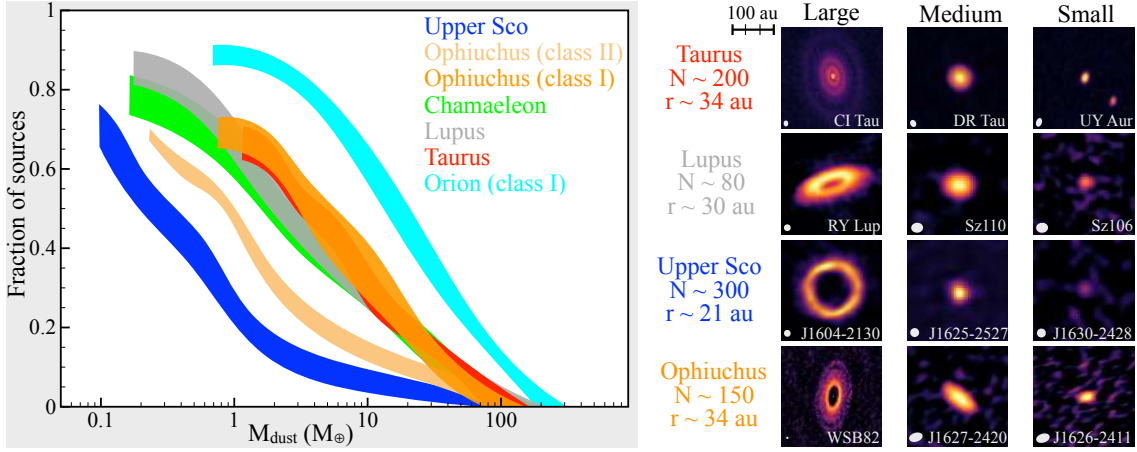 Fraction of sources
1
0.8
0.6
0.4
0.2
0
0.1
1
10
100
M_dust (M_⊕)
Upper Sco
Ophiuchus (class II)
Ophiuchus (class I)
Chamaeleon
Lupus
Taurus
Orion (class I)
100 au
Large
Medium
Small
Taurus
N ~ 200
r ~ 34 au
CI Tau
DR Tau
UY Aur
Lupus
N ~ 80
r ~ 30 au
RY Lup
Sz110
Sz106
Upper Sco
N ~ 300
r ~ 21 au
J1604-2130
J1625-2527
J1630-2428
Ophiuchus
N ~ 150
r ~ 34 au
WSB82
J1627-2420
J1626-2411